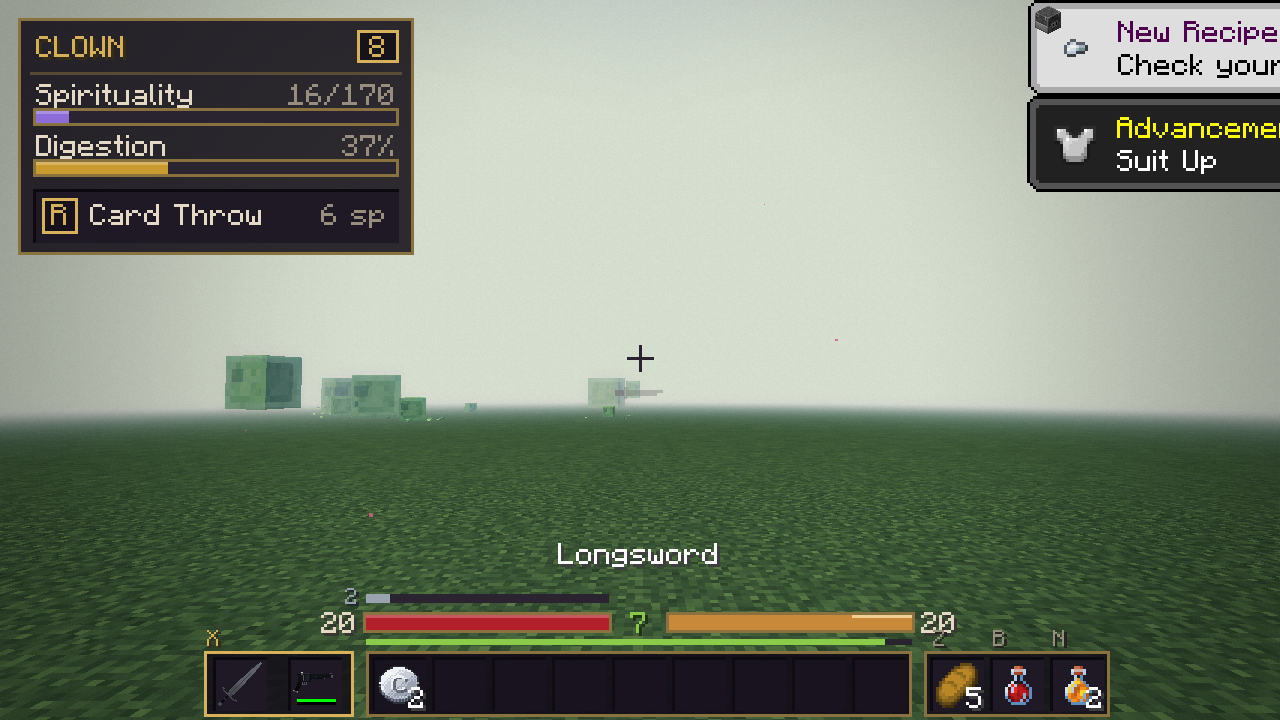 CLOWN 8
Spirituality 16/170
Digestion 37%
R Card Throw 6 sp
New Recipe
Check your
Advanceme
Suit Up
Longsword
2
20 7 20
X Z B N
C 2 5 2